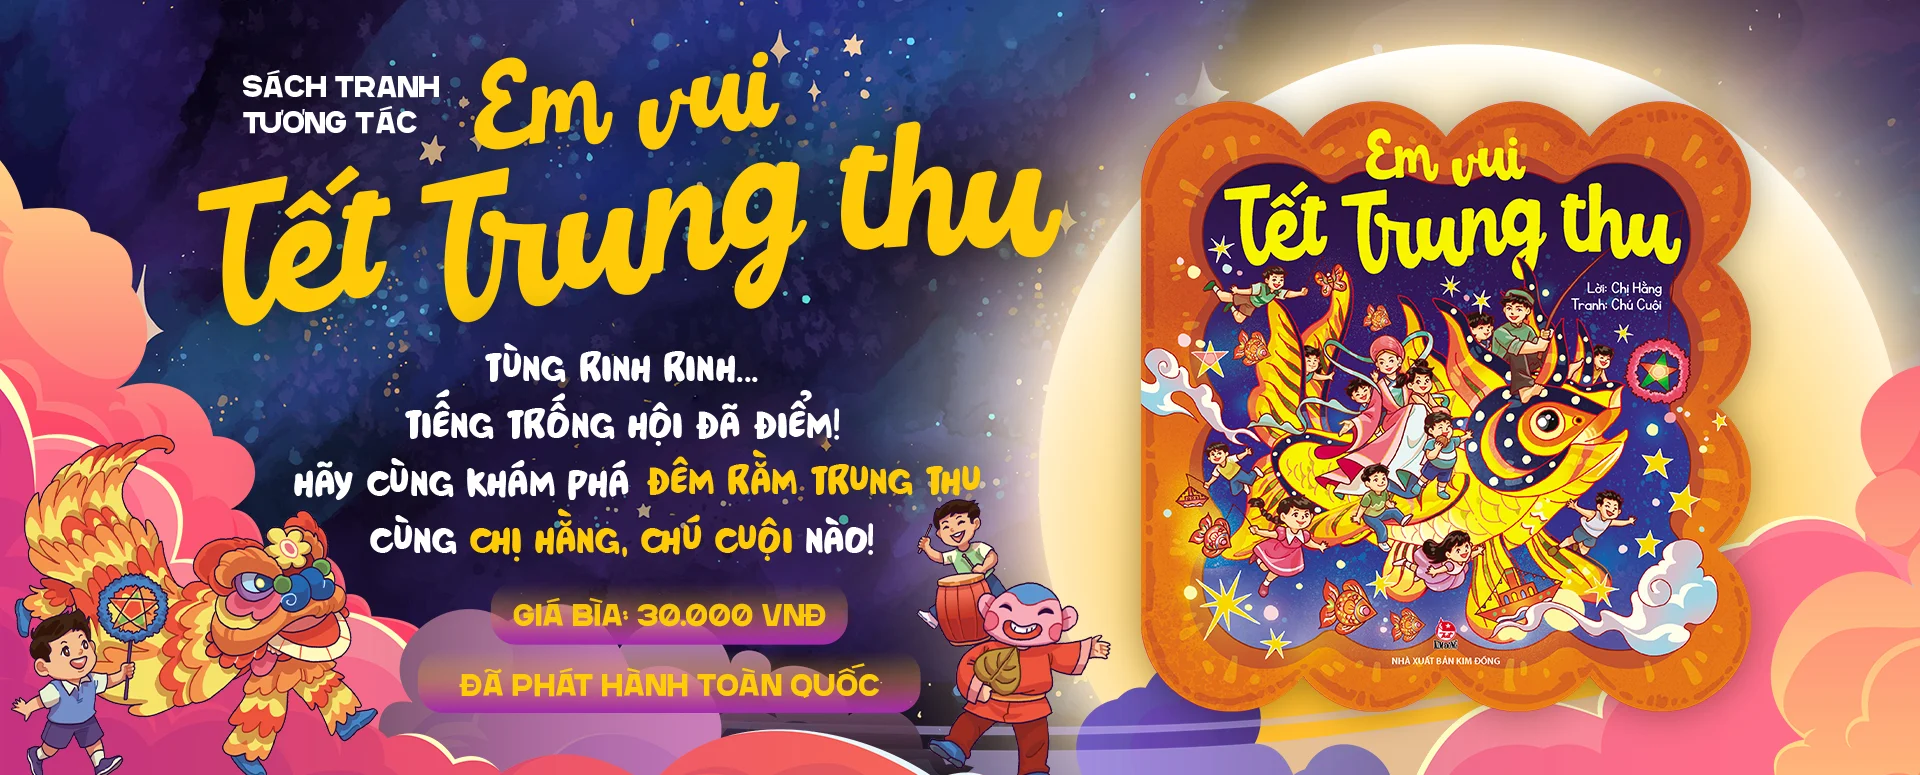 SÁCH TRANH
TƯƠNG TÁC
Em vui
Tết Trung thu
TÙNG RINH RINH...
TIẾNG TRỐNG HỘI ĐÃ ĐIỂM!
HÃY CÙNG KHÁM PHÁ ĐÊM RẰM TRUNG THU
CÙNG CHỊ HẰNG, CHÚ CUỘI NÀO!
GIÁ BÌA: 30.000 VNĐ
ĐÃ PHÁT HÀNH TOÀN QUỐC
Em vui
Tết Trung thu
Lời: Chị Hằng
Tranh: Chú Cuội
NHÀ XUẤT BẢN KIM ĐỒNG